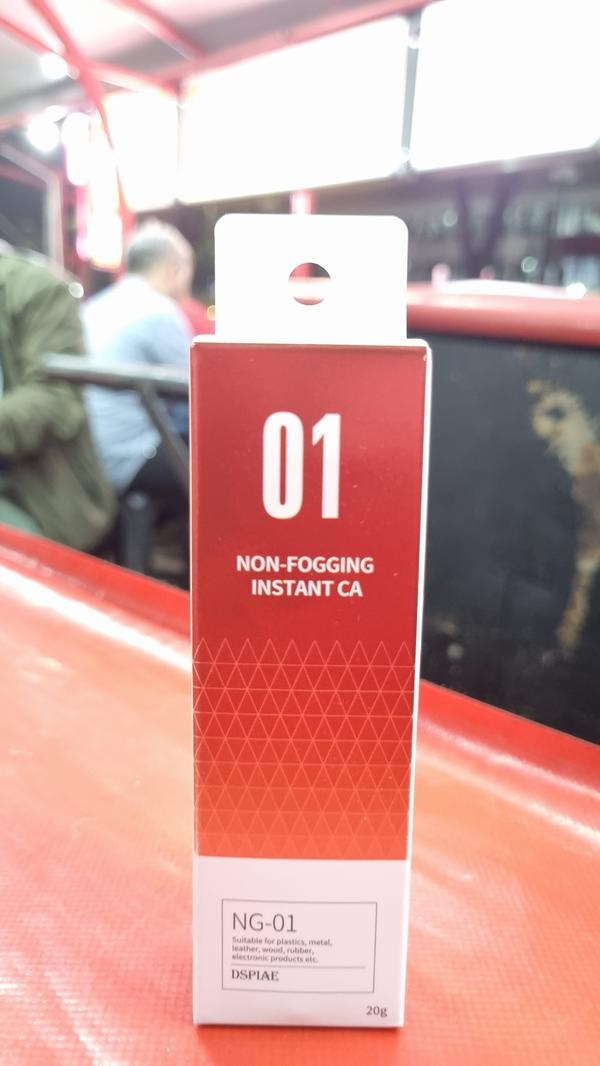 01
NON-FOGGING
INSTANT CA
NG-01
Suitable for plastics, metal,
leather, wood, rubber,
electronic products etc.
DSPIAE
20g